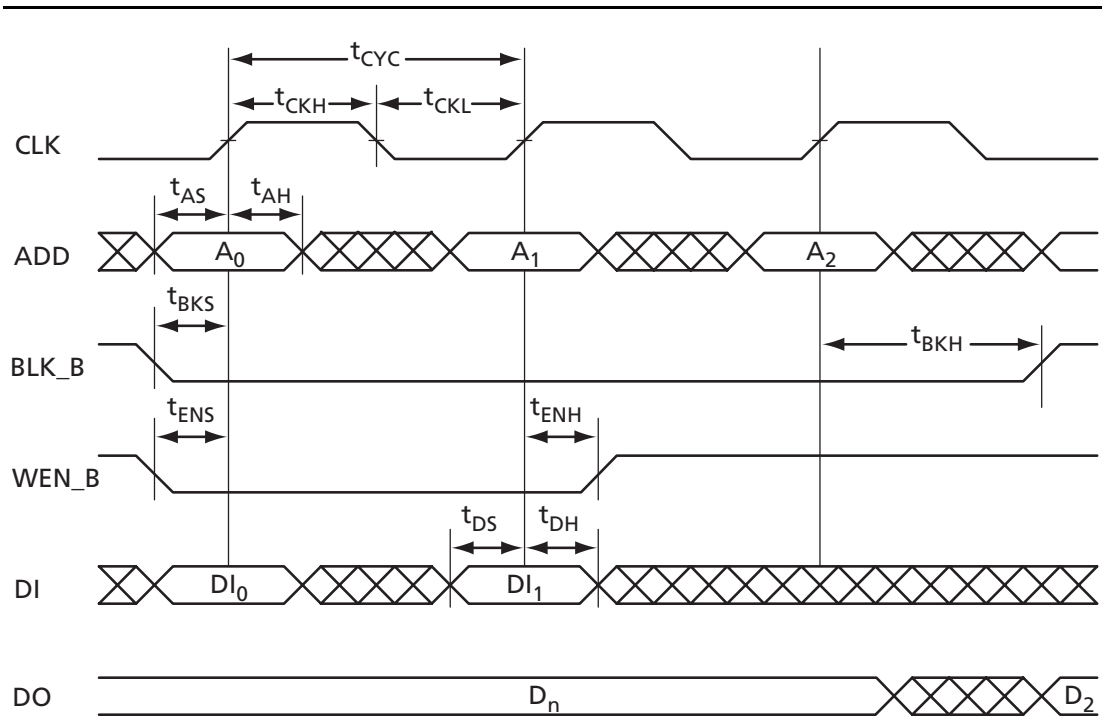 tCYC
tCKH tCKL
CLK
tAS tAH
ADD A0 A1 A2
tBKS
tBKH
BLK_B
tENS tENH
WEN_B
tDS tDH
DI DI0 DI1
DO Dn D2